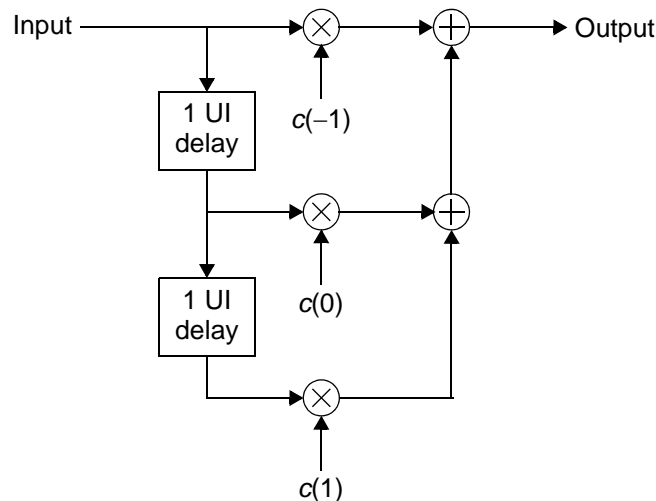 Input
Output
1 UI
delay
c(−1)
1 UI
delay
c(0)
c(1)